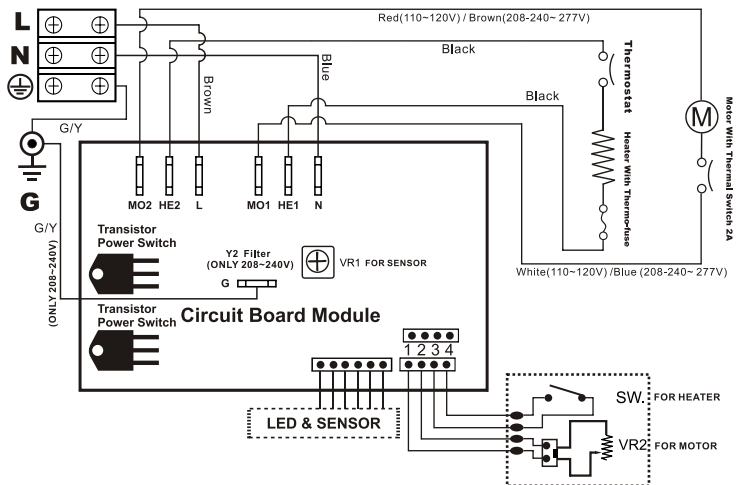 L
N
G
G/Y
G/Y
(ONLY 208~240V)
Brown
Blue
Red(110~120V) / Brown(208-240~ 277V)
Black
Black
Thermostat
Heater With Thermo-fuse
M
Motor With Thermal Switch 2A
White(110~120V) /Blue (208-240~ 277V)
MO2 HE2 L MO1 HE1 N
Transistor
Power Switch
Y2 Filter
(ONLY 208~240V)
G
VR1 FOR SENSOR
Transistor
Power Switch
Circuit Board Module
1 2 3 4
LED & SENSOR
SW. FOR HEATER
VR2 FOR MOTOR